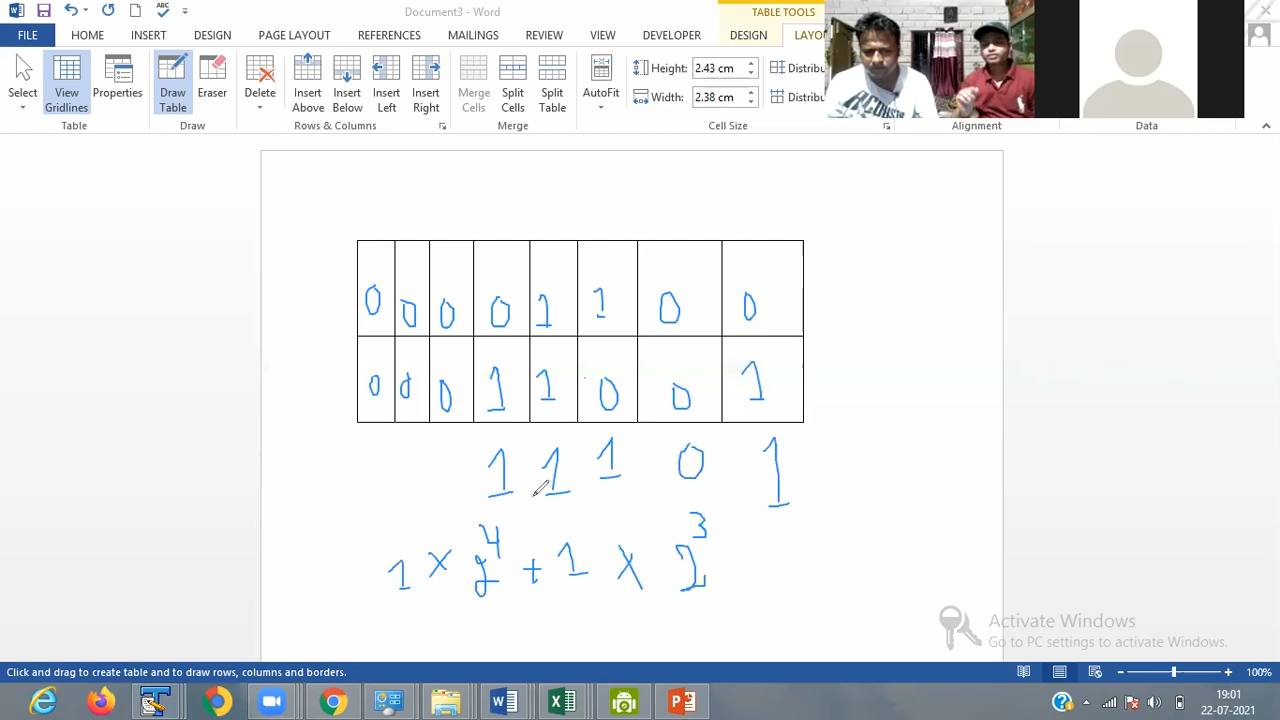 Document3 - Word
TABLE TOOLS
FILE HOME INSERT DESIGN PAGE LAYOUT REFERENCES MAILINGS REVIEW VIEW DEVELOPER DESIGN LAYO
Select View Gridlines Properties Draw Table Eraser Delete Insert Above Insert Below Insert Left Insert Right Merge Cells Split Cells Split Table AutoFit
Height: 2.43 cm Distribu
Width: 2.38 cm Distribu
Table Draw Rows & Columns Merge Cell Size Alignment Data
0 0 0 0 1 1 0 0
0 0 0 1 1 0 0 1
1 1 1 0 1
1 × 2⁴ + 1 × 2³
Activate Windows
Go to PC settings to activate Windows.
Click and drag to create table and to draw rows, columns and borders. 100%
19:01
22-07-2021